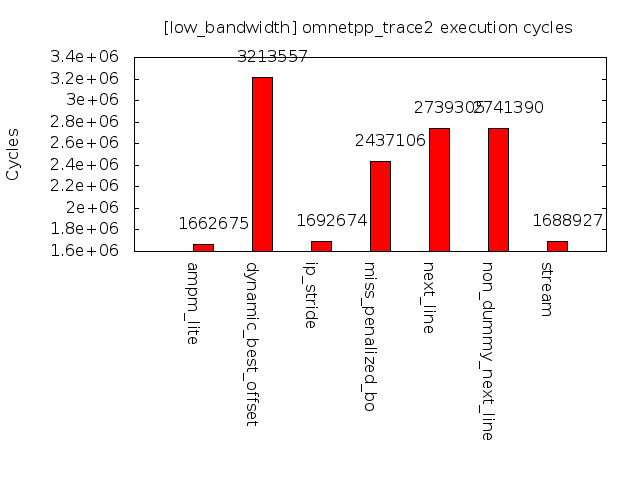 [low_bandwidth] omnetpp_trace2 execution cycles
Cycles
3.4e+06
3.2e+06
3e+06
2.8e+06
2.6e+06
2.4e+06
2.2e+06
2e+06
1.8e+06
1.6e+06
1662675
3213557
1692674
2437106
2739305
2741390
1688927
ampm_lite
dynamic_best_offset
ip_stride
miss_penalized_bo
next_line
non_dummy_next_line
stream